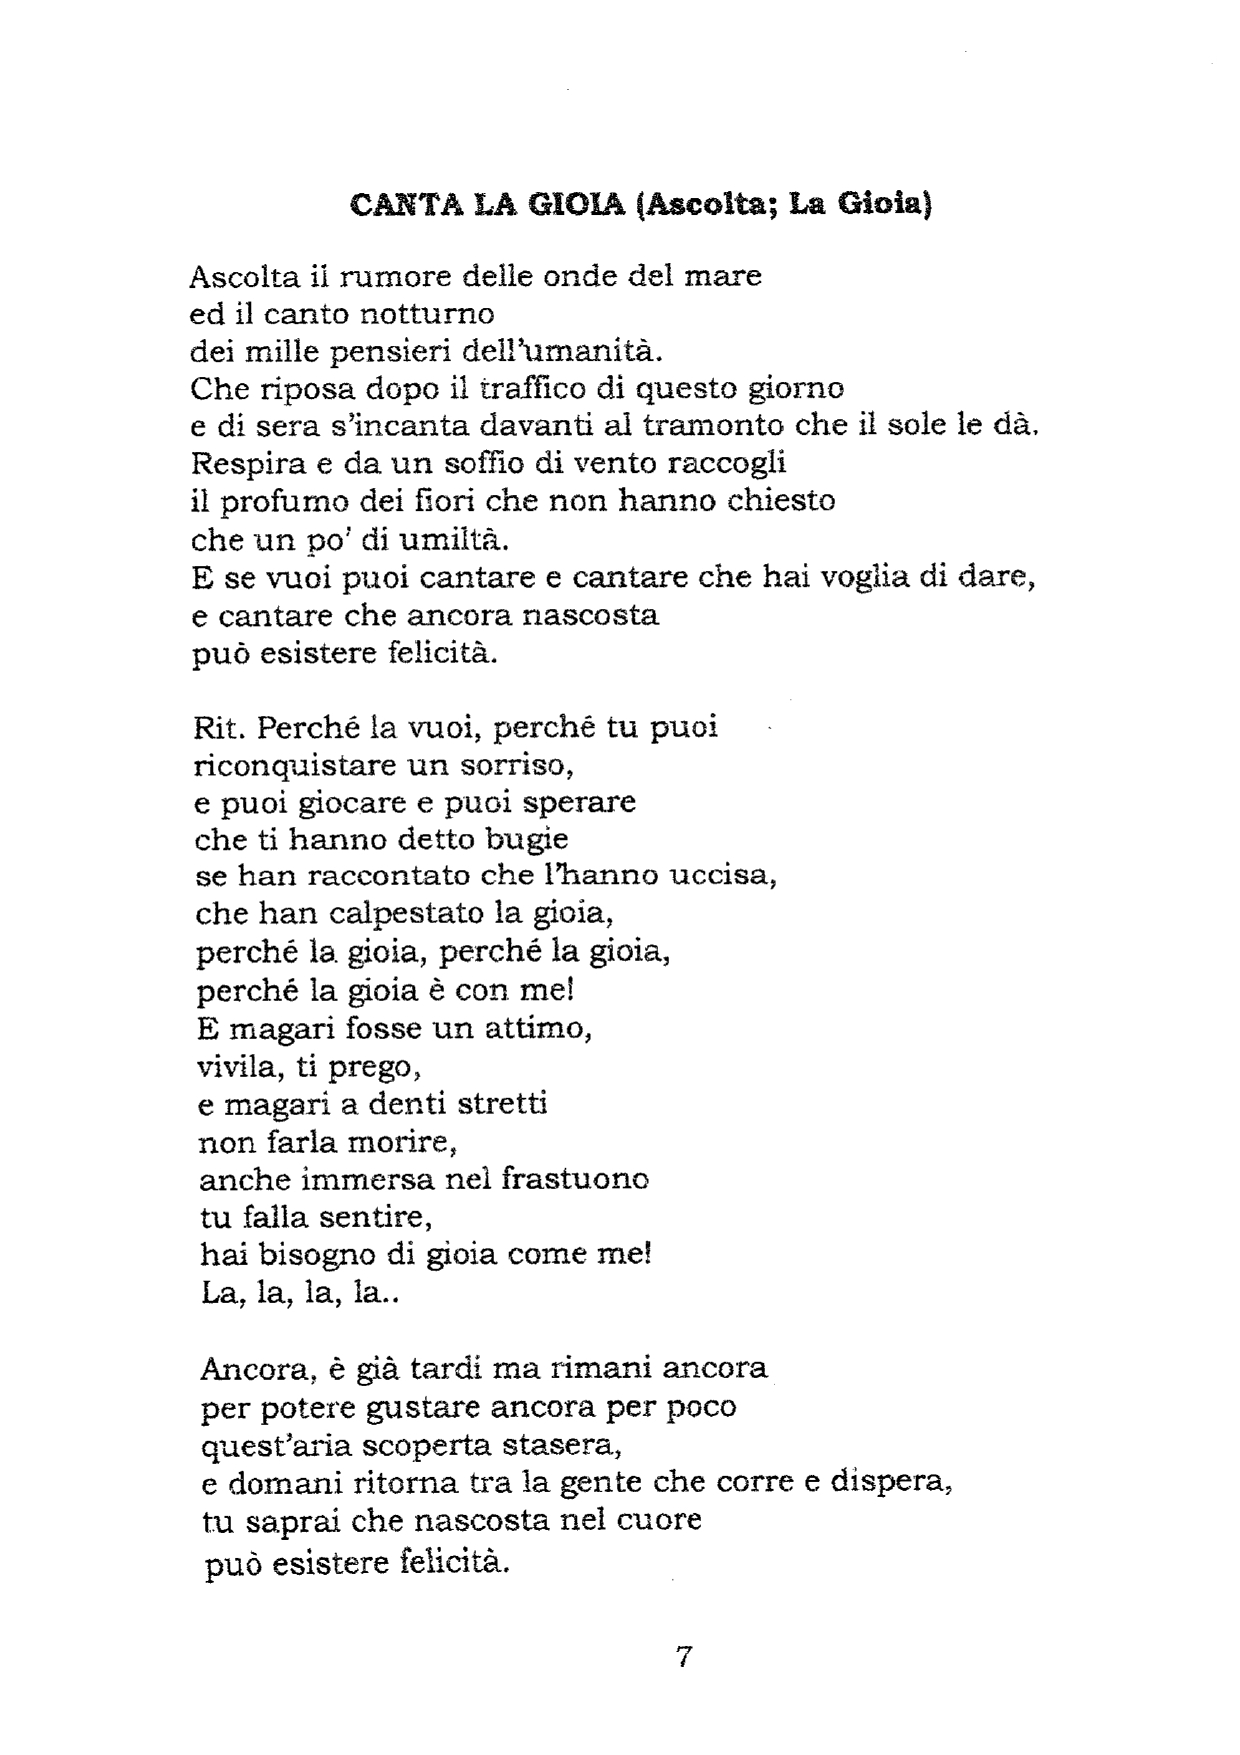 CANTA LA GIOIA (Ascolta; La Gioia)
Ascolta il rumore delle onde del mare
ed il canto notturno
dei mille pensieri dell'umanità.
Che riposa dopo il traffico di questo giorno
e di sera s'incanta davanti al tramonto che il sole le dà.
Respira e da un soffio di vento raccogli
il profumo dei fiori che non hanno chiesto
che un po' di umiltà.
E se vuoi puoi cantare e cantare che hai voglia di dare,
e cantare che ancora nascosta
può esistere felicità.
Rit. Perché la vuoi, perché tu puoi
riconquistare un sorriso,
e puoi giocare e puoi sperare
che ti hanno detto bugie
se han raccontato che l'hanno uccisa,
che han calpestato la gioia,
perché la gioia, perché la gioia,
perché la gioia è con me!
E magari fosse un attimo,
vivila, ti prego,
e magari a denti stretti
non farla morire,
anche immersa nel frastuono
tu falla sentire,
hai bisogno di gioia come me!
La, la, la, la..
Ancora, è già tardi ma rimani ancora
per potere gustare ancora per poco
quest'aria scoperta stasera,
e domani ritorna tra la gente che corre e dispera,
tu saprai che nascosta nel cuore
può esistere felicità.
7